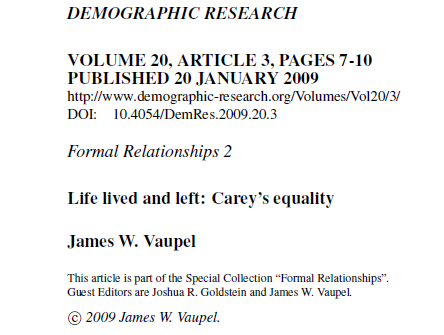 DEMOGRAPHIC RESEARCH
VOLUME 20, ARTICLE 3, PAGES 7-10
PUBLISHED 20 JANUARY 2009
http://www.demographic-research.org/Volumes/Vol20/3/
DOI: 10.4054/DemRes.2009.20.3
Formal Relationships 2
Life lived and left: Carey's equality
James W. Vaupel
This article is part of the Special Collection "Formal Relationships".
Guest Editors are Joshua R. Goldstein and James W. Vaupel.
© 2009 James W. Vaupel.